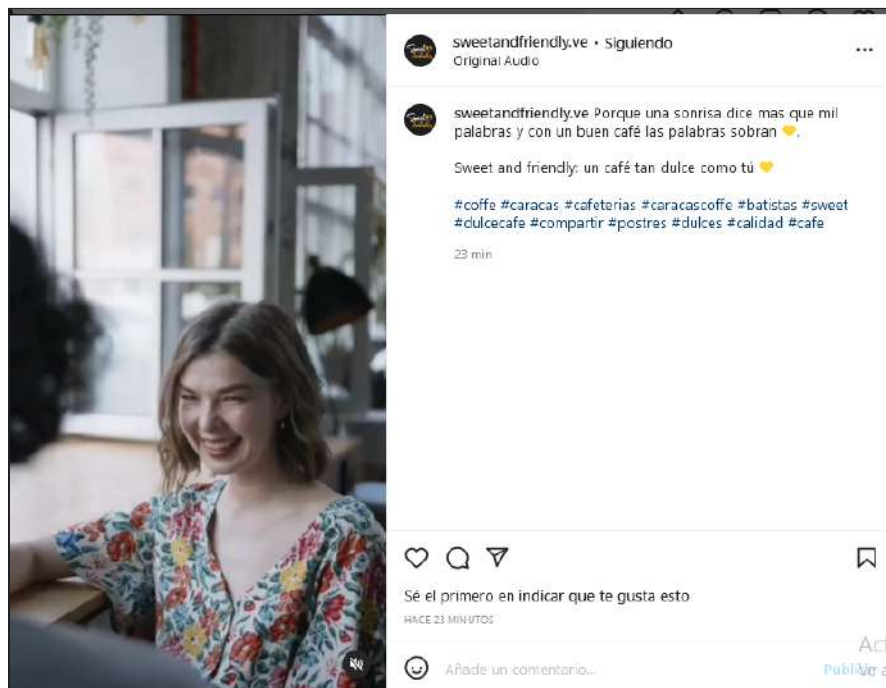 sweetandfriendly.ve • Siguiendo
Original Audio
sweetandfriendly.ve Porque una sonrisa dice mas que mil
palabras y con un buen café las palabras sobran 💛.
Sweet and friendly: un café tan dulce como tú 💛
#coffe #caracas #cafeterias #caracascoffe #batistas #sweet
#dulcecafe #compartir #postres #dulces #calidad #cafe
23 min
Sé el primero en indicar que te gusta esto
HACE 23 MINUTOS
Añade un comentario...